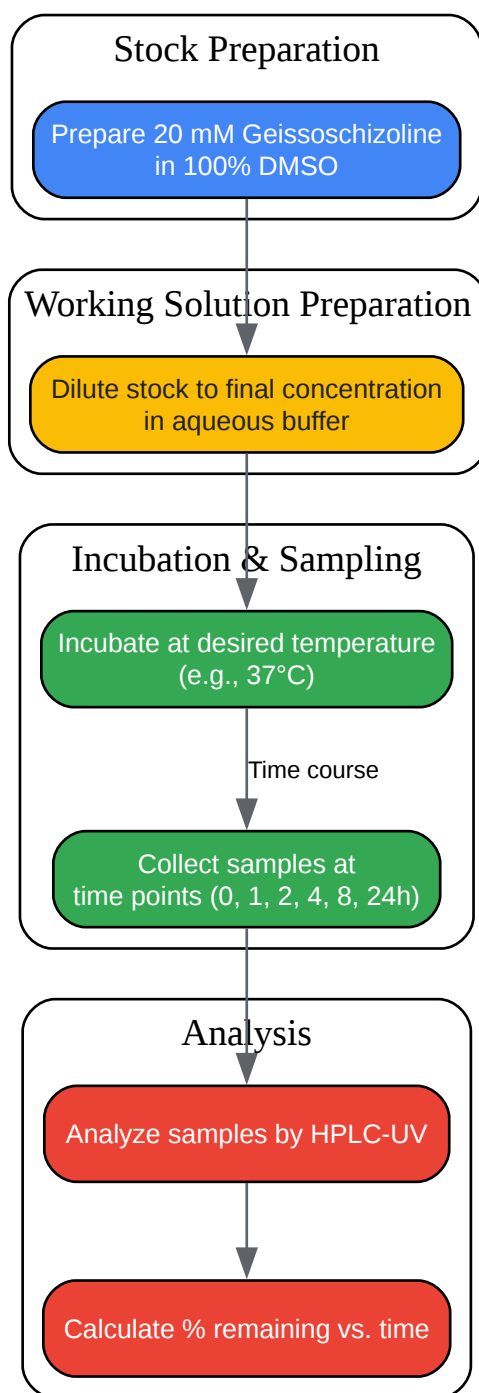 Stock Preparation
Prepare 20 mM Geissoschizoline
in 100% DMSO
Working Solution Preparation
Dilute stock to final concentration
in aqueous buffer
Incubation & Sampling
Incubate at desired temperature
(e.g., 37°C)
Time course
Collect samples at
time points (0, 1, 2, 4, 8, 24h)
Analysis
Analyze samples by HPLC-UV
Calculate % remaining vs. time